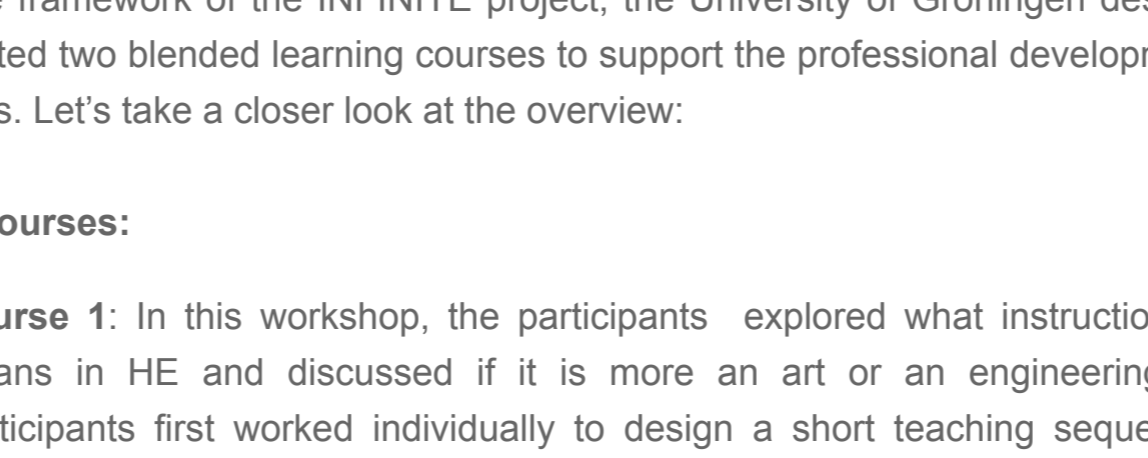 framework of the INFINITE project, the University of Groningen des
ted two blended learning courses to support the professional developm
s. Let’s take a closer look at the overview:
ourses:
urse 1: In this workshop, the participants explored what instructio
ans in HE and discussed if it is more an art or an engineering
ticipants first worked individually to design a short teaching seque